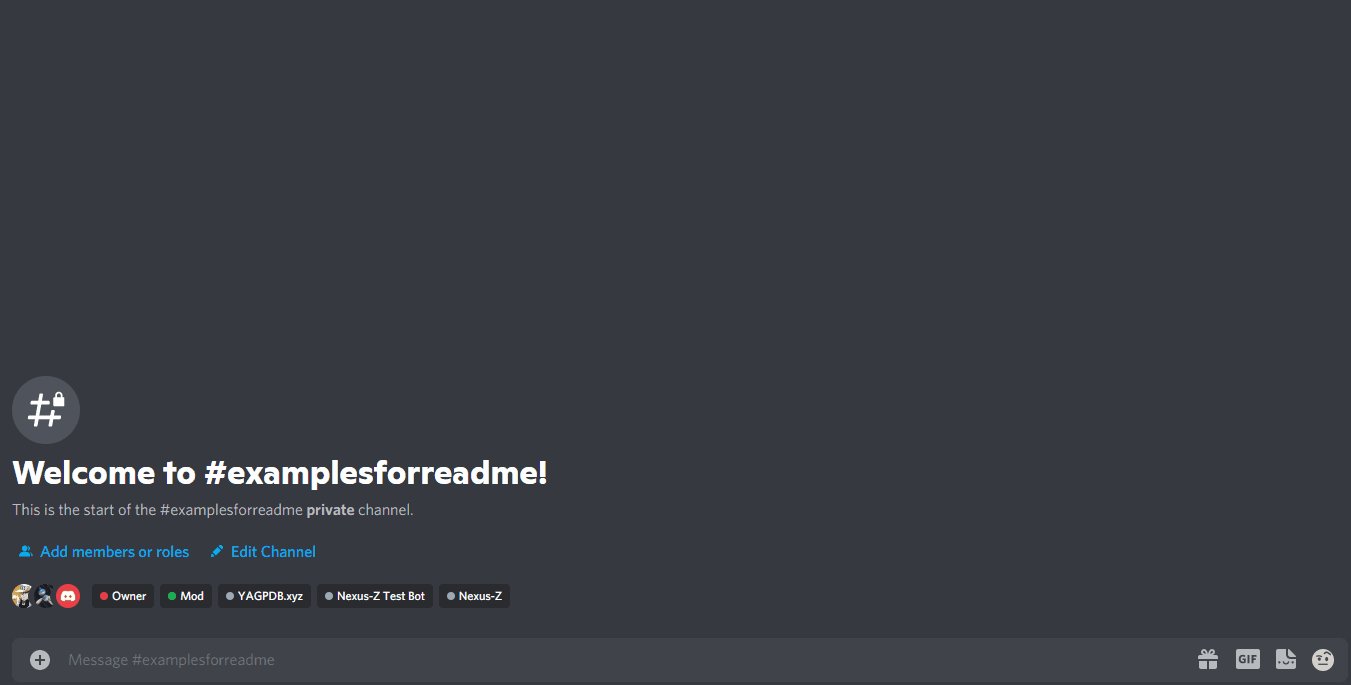 Welcome to #examplesforreadme!
This is the start of the #examplesforreadme private channel.
Add members or roles Edit Channel
Owner Mod YAGPDB.xyz Nexus-Z Test Bot Nexus-Z
Message #examplesforreadme GIF